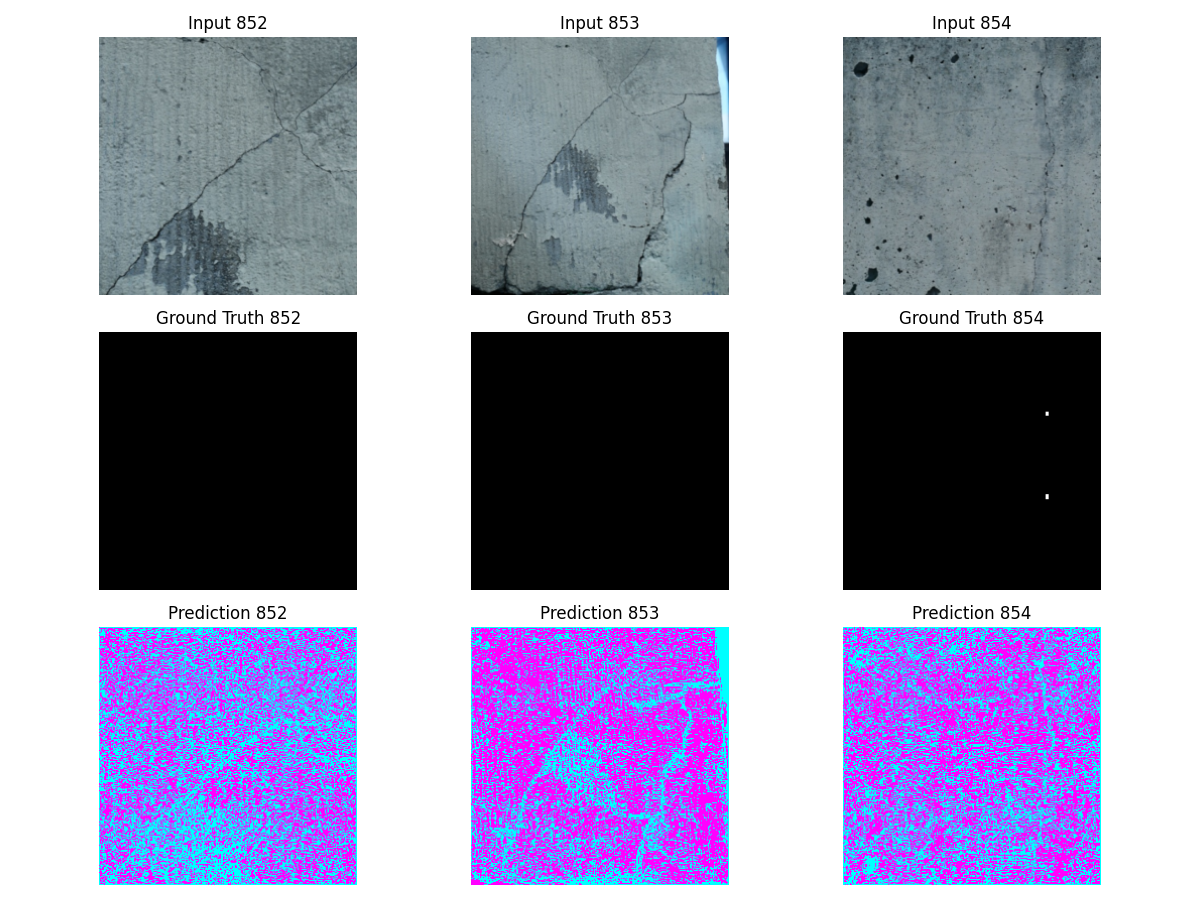 Input 852
Input 853
Input 854
Ground Truth 852
Ground Truth 853
Ground Truth 854
Prediction 852
Prediction 853
Prediction 854